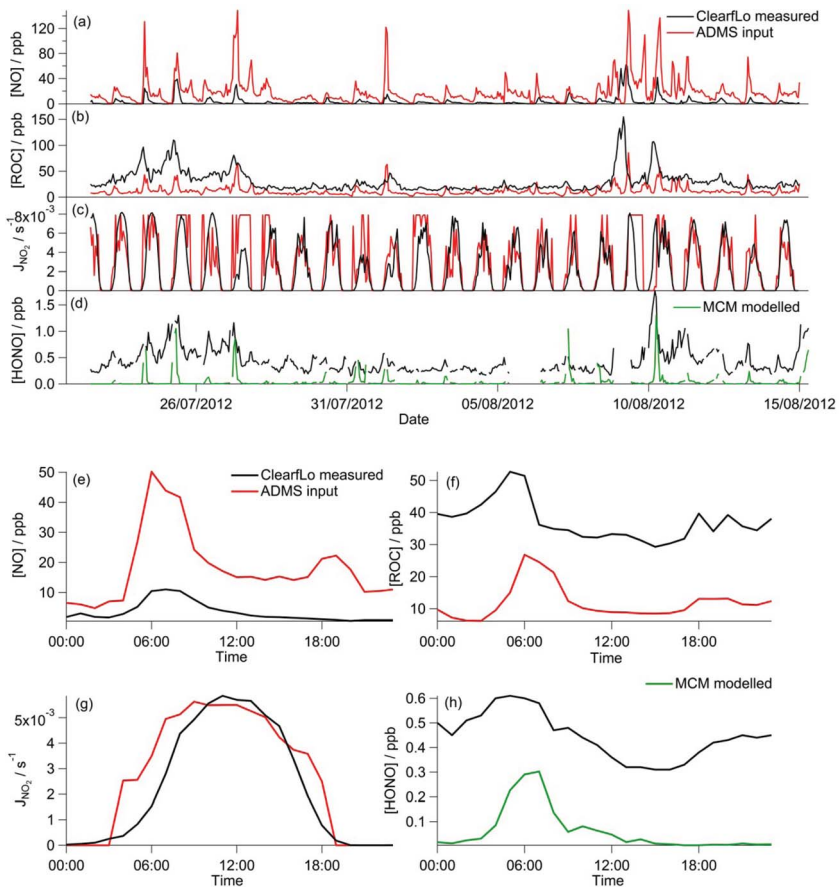 (a)
ClearfLo measured
ADMS input
[NO] / ppb
120
80
40
0
(b)
[ROC] / ppb
150
100
50
0
(c)
J NO2 / s-1
8x10-3
6
4
2
0
(d)
MCM modelled
[HONO] / ppb
1.5
1.0
0.5
0.0
26/07/2012 31/07/2012 05/08/2012 10/08/2012 15/08/2012
Date
(e)
ClearfLo measured
ADMS input
[NO] / ppb
50
40
30
20
10
00:00 06:00 12:00 18:00
Time
(f)
[ROC] / ppb
50
40
30
20
10
00:00 06:00 12:00 18:00
Time
(g)
J NO2 / s-1
5x10-3
4
3
2
1
0
00:00 06:00 12:00 18:00
Time
(h)
MCM modelled
[HONO] / ppb
0.6
0.5
0.4
0.3
0.2
0.1
00:00 06:00 12:00 18:00
Time